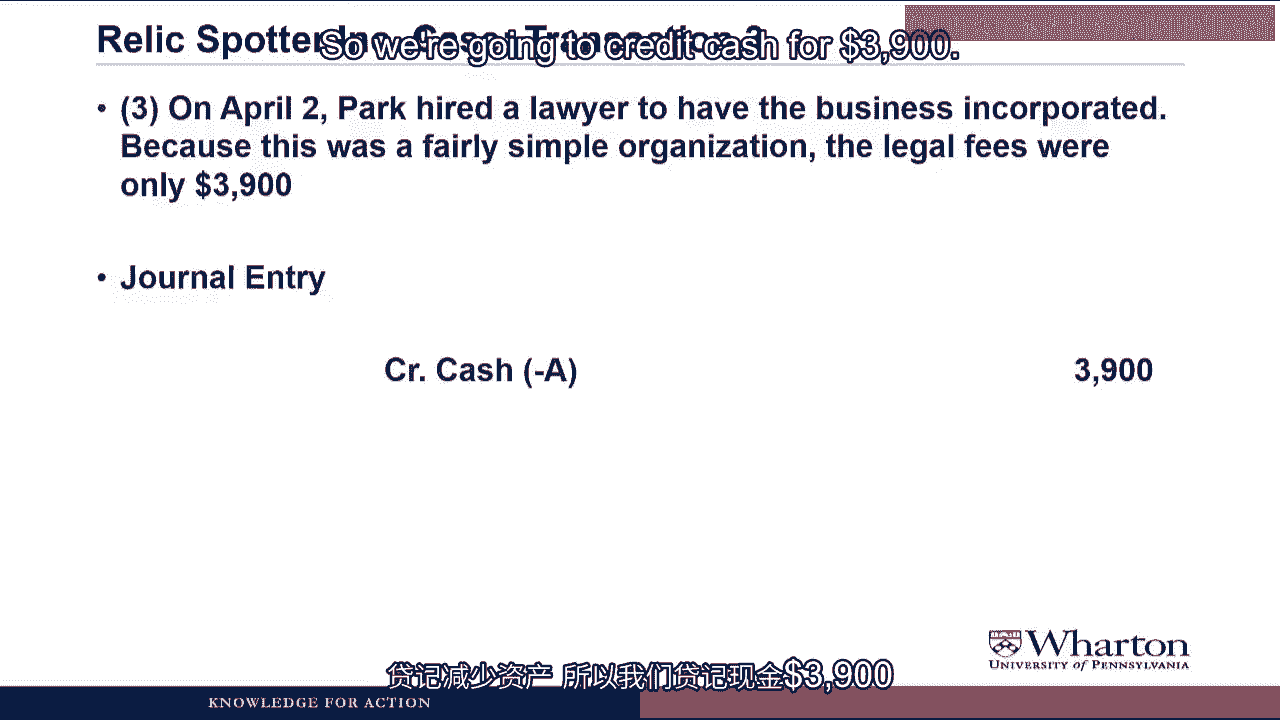 Relic Spotter Inc. Case: Transaction 3
So we're going to credit cash for $3,900.
• (3) On April 2, Park hired a lawyer to have the business incorporated.
Because this was a fairly simple organization, the legal fees were
only $3,900
• Journal Entry
Cr. Cash (-A) 3,900
Wharton
UNIVERSITY of PENNSYLVANIA
贷记减少资产 所以我们贷记现金$3,900
KNOWLEDGE FOR ACTION